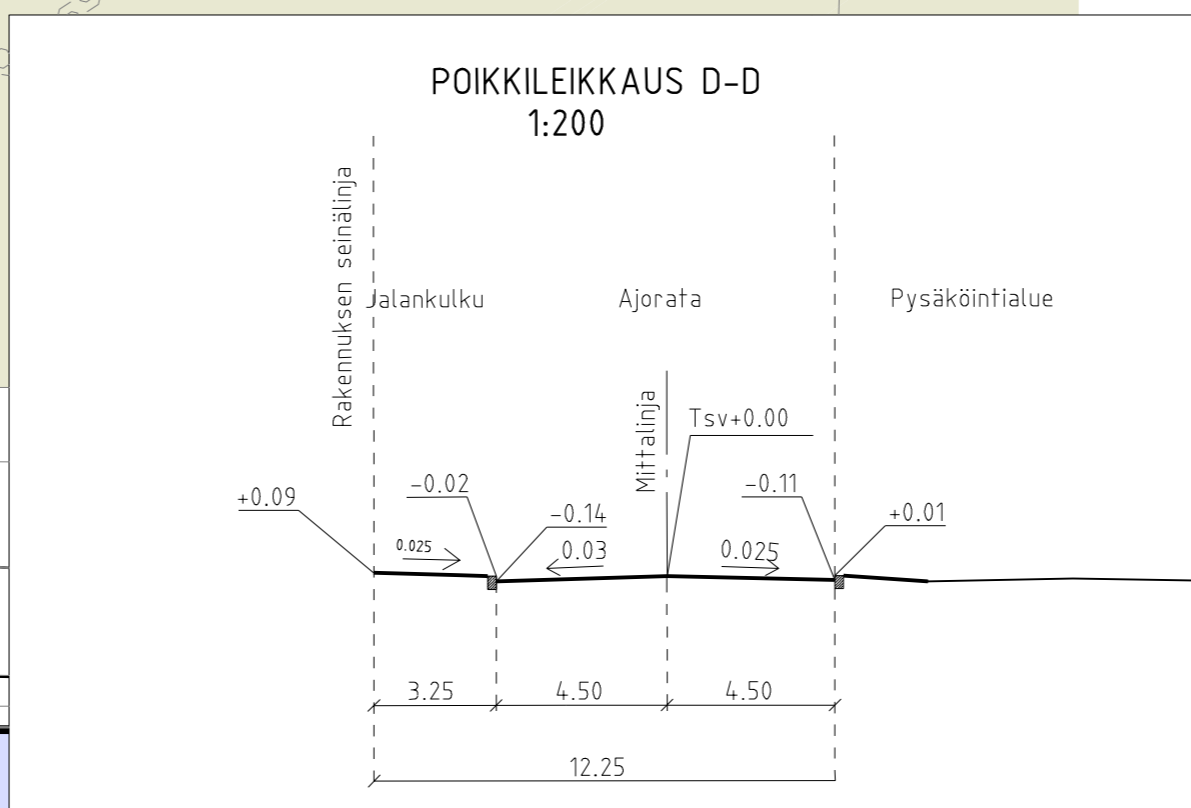 POIKKILEIKKAUS D-D
1:200
Rakennuksen seinälinja
Jalankulku
Ajorata
Pysäköintialue
Mittalinja
Tsv+0.00
+0.09
-0.02
-0.14
-0.11
+0.01
0.025
0.03
0.025
3.25
4.50
4.50
12.25